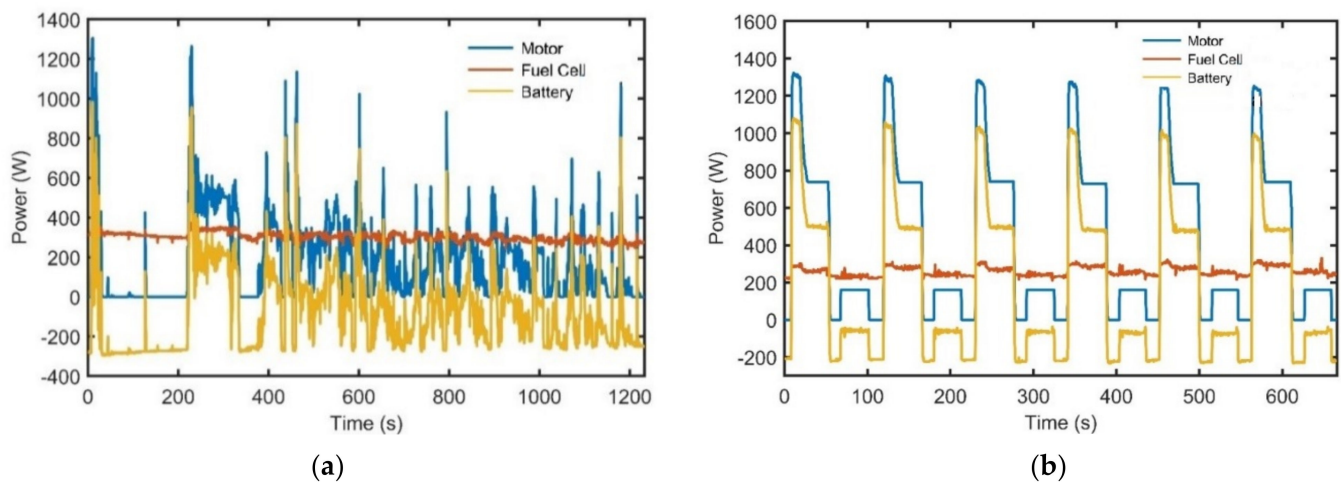 1400
1200
1000
800
600
400
200
0
-200
-400
Power (W)
Motor
Fuel Cell
Battery
0 200 400 600 800 1000 1200
Time (s)
(a)
1600
1400
1200
1000
800
600
400
200
0
-200
Power (W)
Motor
Fuel Cell
Battery
0 100 200 300 400 500 600
Time (s)
(b)